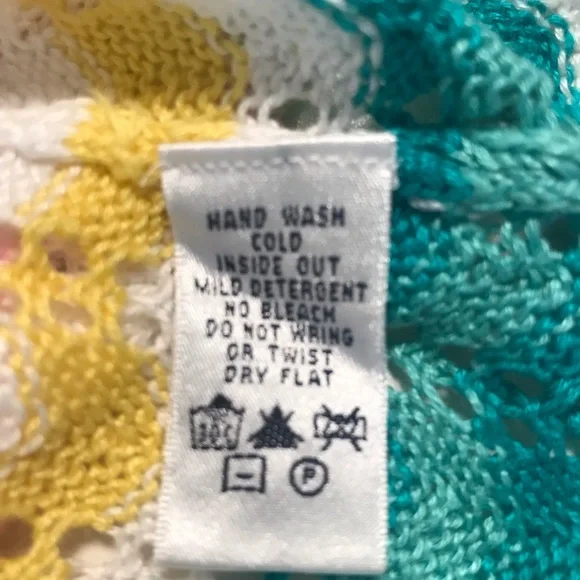 HAND WASH
COLD
INSIDE OUT
MILD DETERGENT
NO BLEACH
DO NOT WRING
OR TWIST
DRY FLAT
P